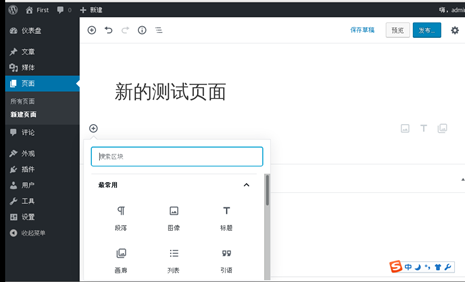 First 0 新建 嗨，admi
仪表盘
文章
媒体
页面
所有页面
新建页面
评论
外观
插件
用户
工具
设置
收起菜单
保存草稿 预览 发布…
新的测试页面
搜索区块
最常用
段落 图像 标题
画廊 列表 引语
中